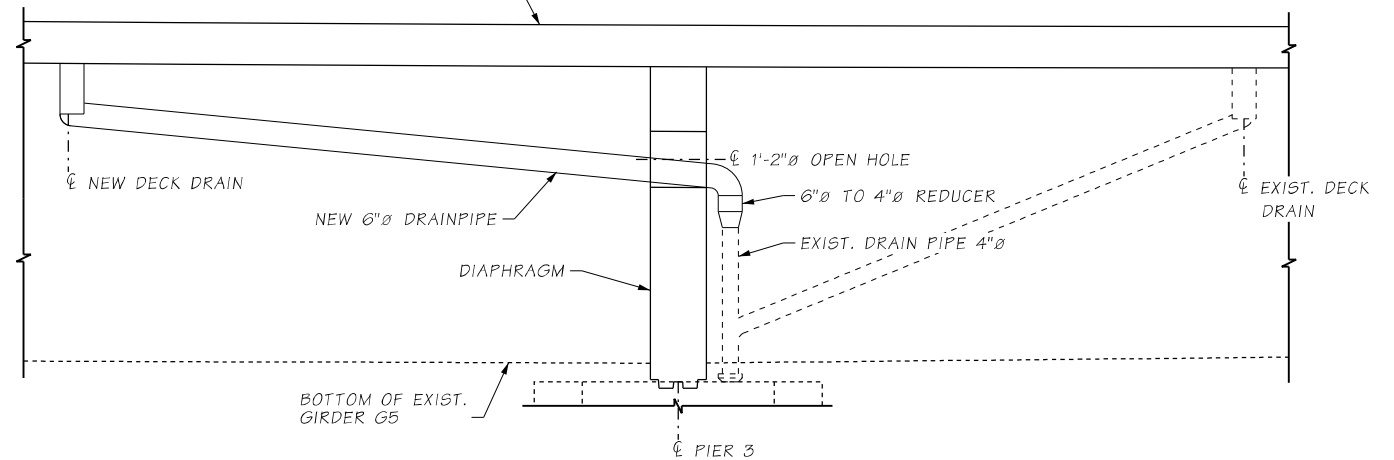 ℄ 1'-2"ø OPEN HOLE
℄ NEW DECK DRAIN
6"ø TO 4"ø REDUCER
℄ EXIST. DECK
DRAIN
NEW 6"ø DRAINPIPE
EXIST. DRAIN PIPE 4"ø
DIAPHRAGM
BOTTOM OF EXIST.
GIRDER G5
℄ PIER 3